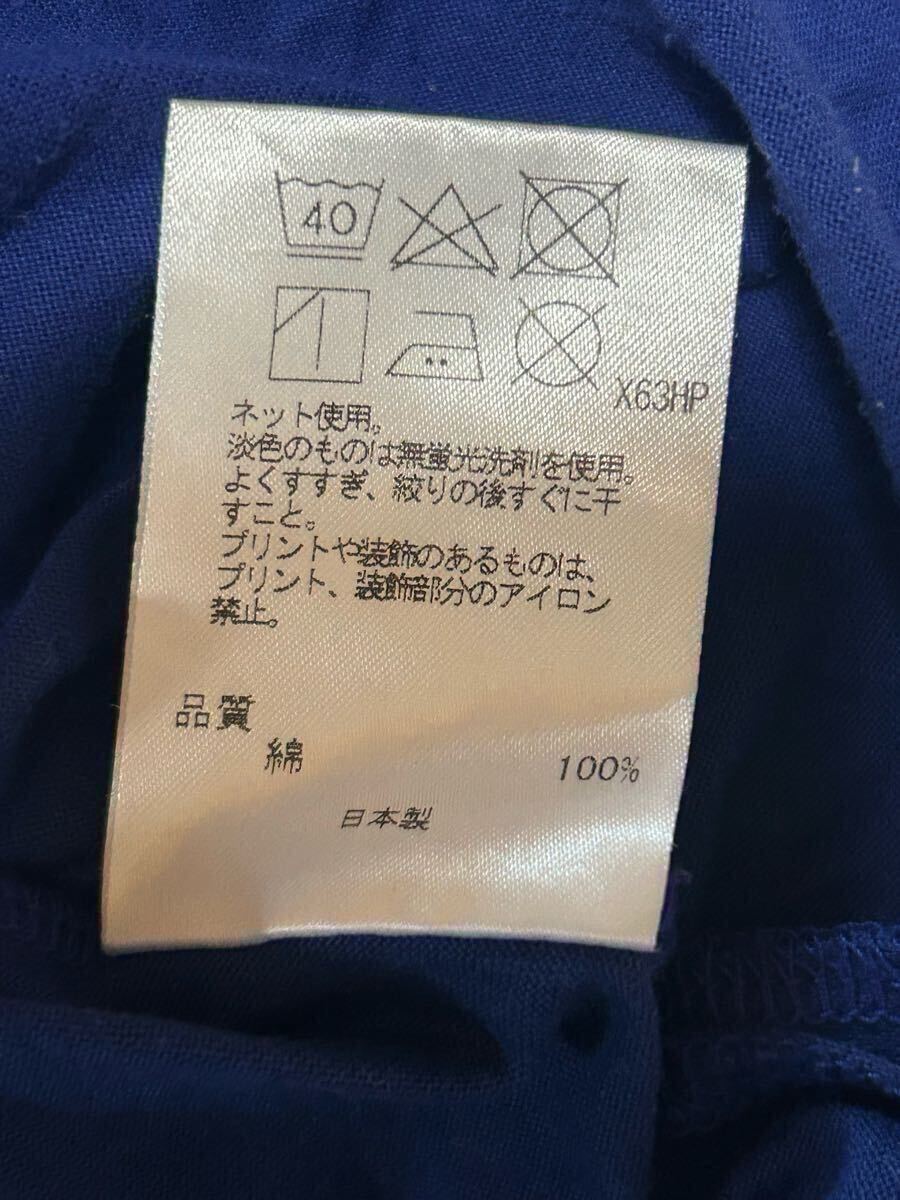 40
X63HP
ネット使用。
淡色のものは無蛍光洗剤を使用。
よくすすぎ、絞りの後すぐに干
すこと。
プリントや装飾のあるものは、
プリント、装飾部分のアイロン
禁止。
品質
綿 100%
日本製